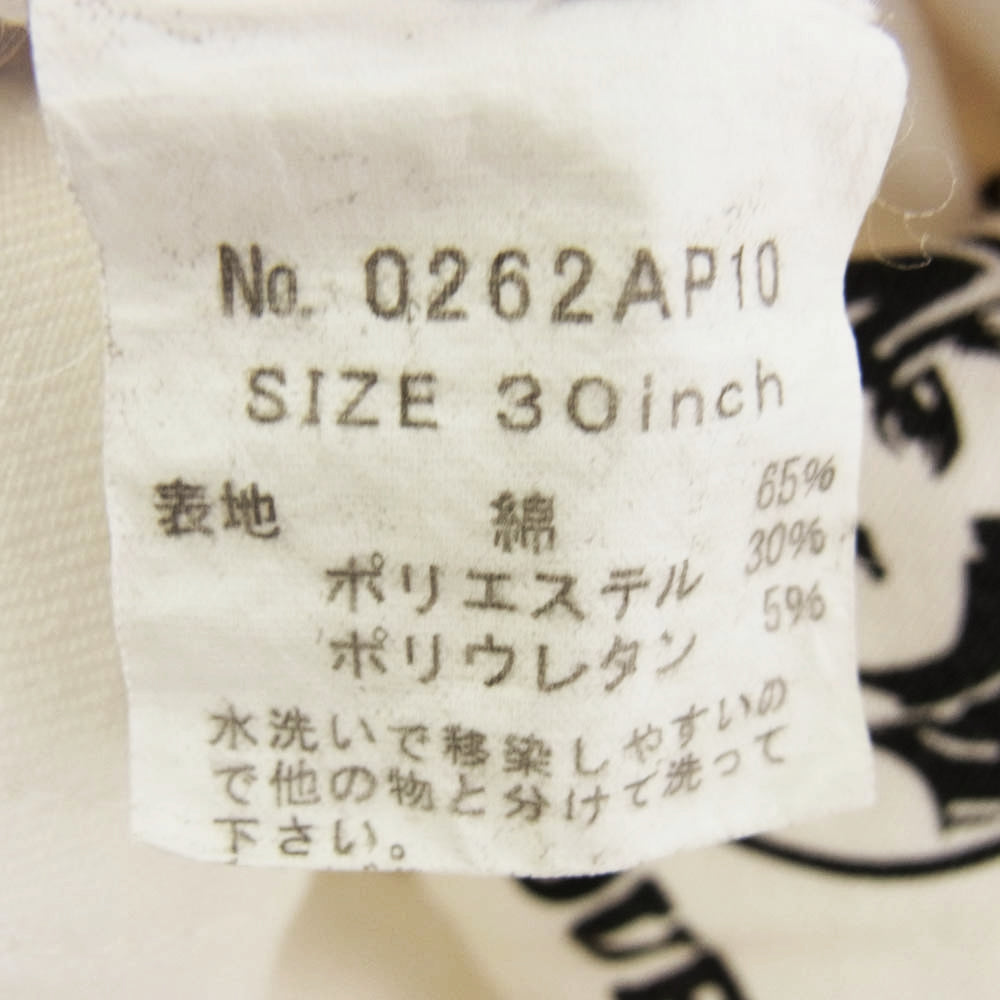 No. 0262AP10
SIZE 30inch
表地 綿 65%
ポリエステル 30%
ポリウレタン 5%
水洗いで移染しやすいの
で他の物と分けて洗って
下さい。